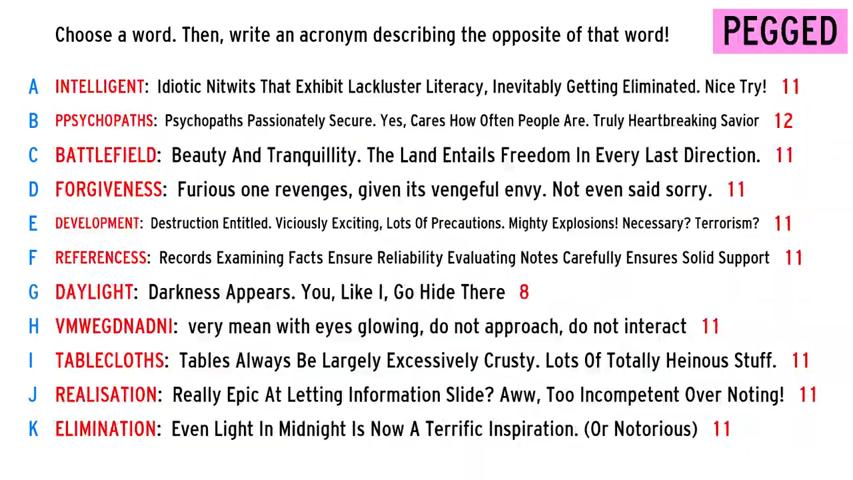 Choose a word. Then, write an acronym describing the opposite of that word!
PEGGED
A INTELLIGENT: Idiotic Nitwits That Exhibit Lackluster Literacy, Inevitably Getting Eliminated. Nice Try! 11
B PPSYCHOPATHS: Psychopaths Passionately Secure. Yes, Cares How Often People Are. Truly Heartbreaking Savior 12
C BATTLEFIELD: Beauty And Tranquillity. The Land Entails Freedom In Every Last Direction. 11
D FORGIVENESS: Furious one revenges, given its vengeful envy. Not even said sorry. 11
E DEVELOPMENT: Destruction Entitled. Viciously Exciting, Lots Of Precautions. Mighty Explosions! Necessary? Terrorism? 11
F REFERENCESS: Records Examining Facts Ensure Reliability Evaluating Notes Carefully Ensures Solid Support 11
G DAYLIGHT: Darkness Appears. You, Like I, Go Hide There 8
H VMWEGDNADNI: very mean with eyes glowing, do not approach, do not interact 11
I TABLECLOTHS: Tables Always Be Largely Excessively Crusty. Lots Of Totally Heinous Stuff. 11
J REALISATION: Really Epic At Letting Information Slide? Aww, Too Incompetent Over Noting! 11
K ELIMINATION: Even Light In Midnight Is Now A Terrific Inspiration. (Or Notorious) 11